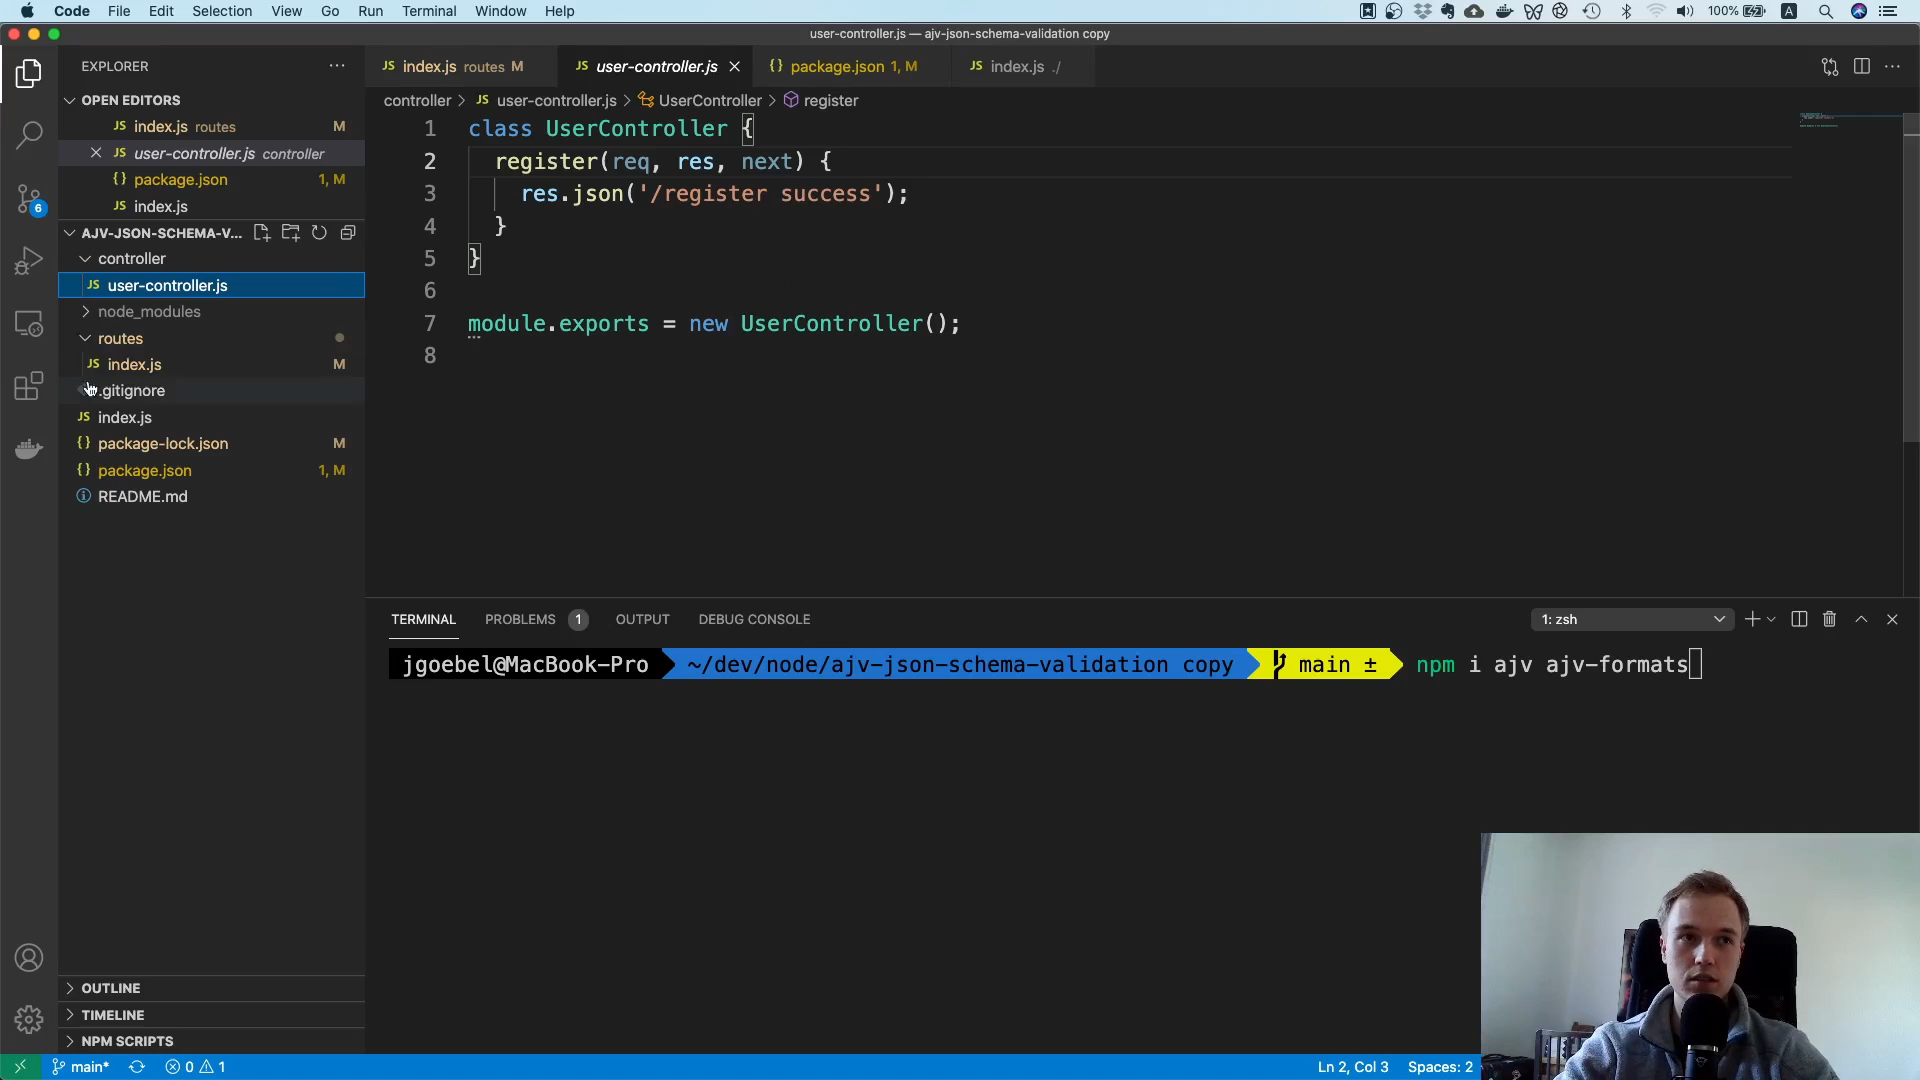 Code File Edit Selection View Go Run Terminal Window Help 100% A
user-controller.js — ajv-json-schema-validation copy
EXPLORER
JS index.js routes M
JS user-controller.js
{} package.json 1, M
JS index.js ./
OPEN EDITORS
JS index.js routes M
JS user-controller.js controller
{} package.json 1, M
JS index.js
AJV-JSON-SCHEMA-V...
controller
JS user-controller.js
node_modules
routes
JS index.js M
.gitignore
JS index.js
{} package-lock.json M
{} package.json 1, M
README.md
OUTLINE
TIMELINE
NPM SCRIPTS
6
controller > JS user-controller.js > UserController > register
1 class UserController {
2 register(req, res, next) {
3 res.json('/register success');
4 }
5 }
6
7 module.exports = new UserController();
8
TERMINAL PROBLEMS 1 OUTPUT DEBUG CONSOLE 1: zsh
jgoebel@MacBook-Pro ~/dev/node/ajv-json-schema-validation copy main ± npm i ajv ajv-formats
main* 0 1 Ln 2, Col 3 Spaces: 2